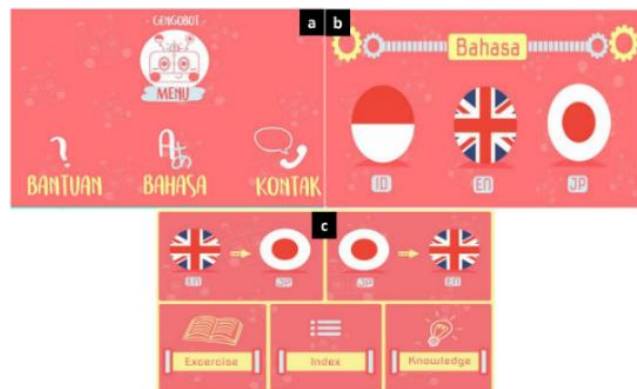 - GENGOBOT -
a
MENU
BANTUAN
BAHASA
KONTAK
b
Bahasa
ID
EN
JP
c
EN
JP
JP
EN
Excercise
Index
Knowledge